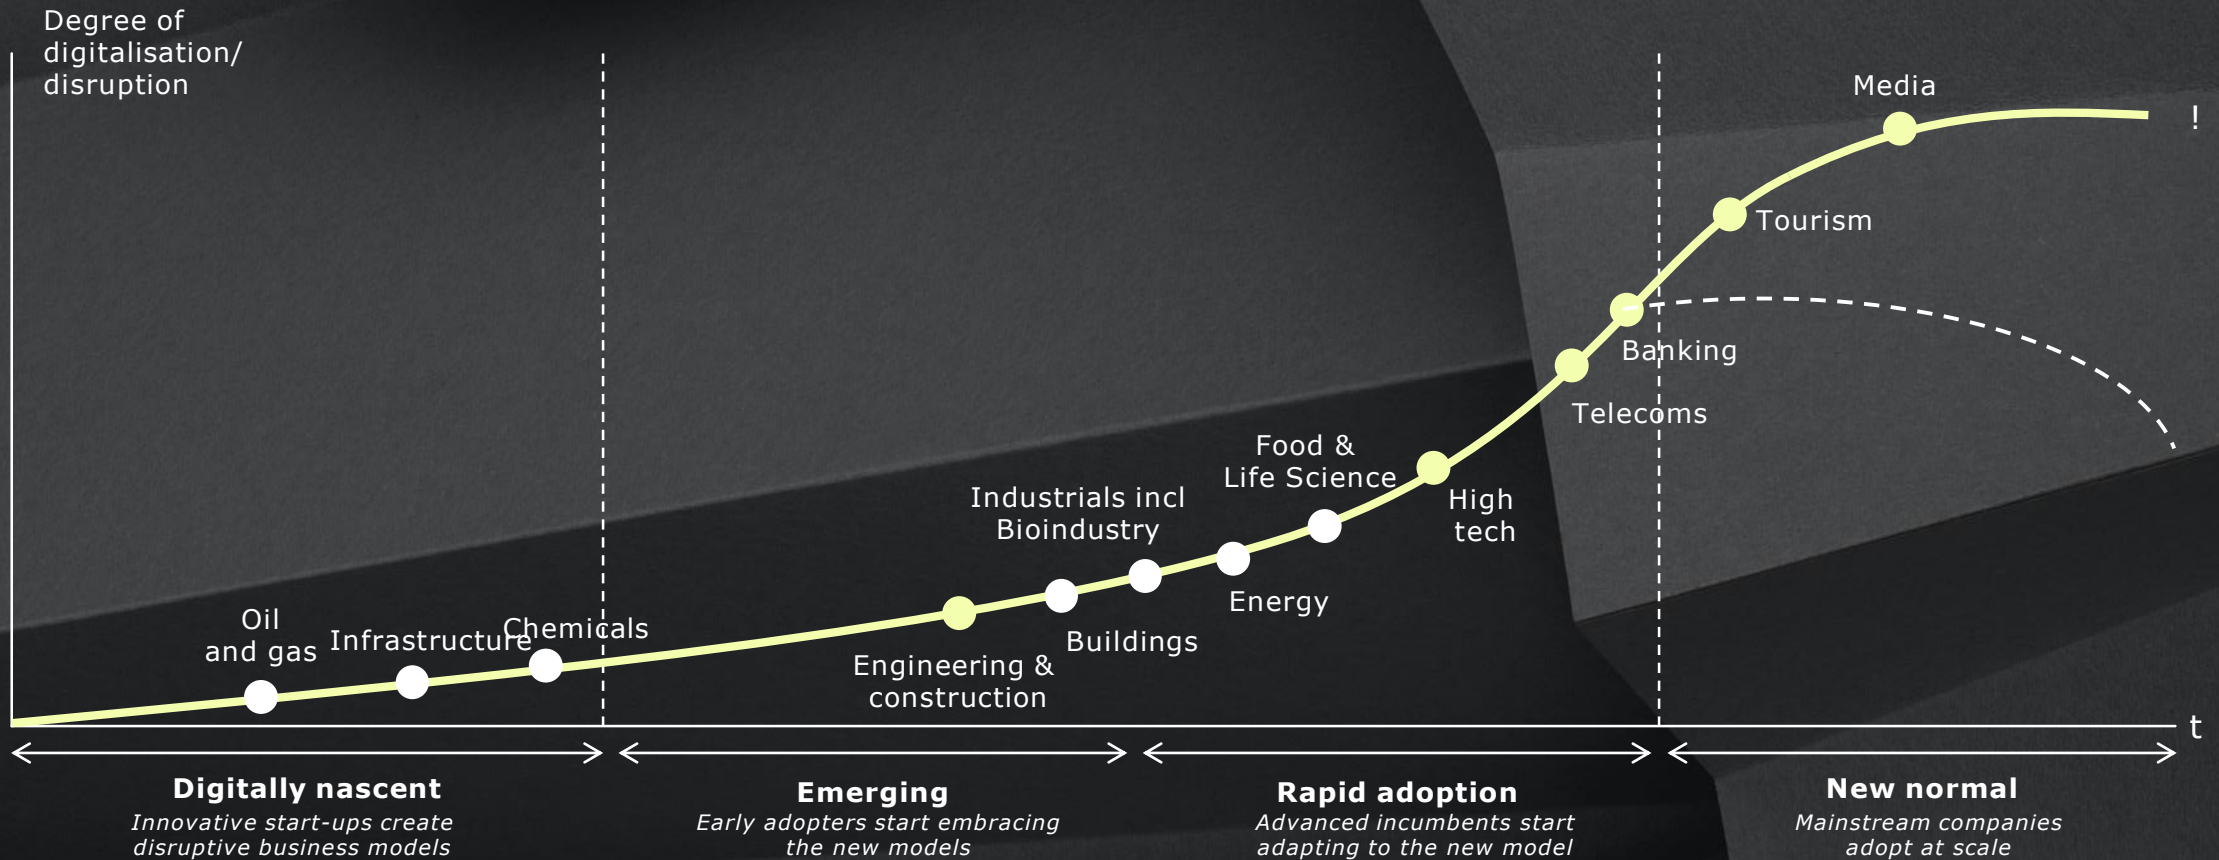 Degree of
digitalisation/
disruption
Media
!
Tourism
Banking
Telecoms
Food &
Life Science
High
tech
Industrials incl
Bioindustry
Energy
Buildings
Engineering &
construction
Chemicals
Infrastructure
Oil
and gas
t
Digitally nascent
Innovative start-ups create
disruptive business models
Emerging
Early adopters start embracing
the new models
Rapid adoption
Advanced incumbents start
adapting to the new model
New normal
Mainstream companies
adopt at scale